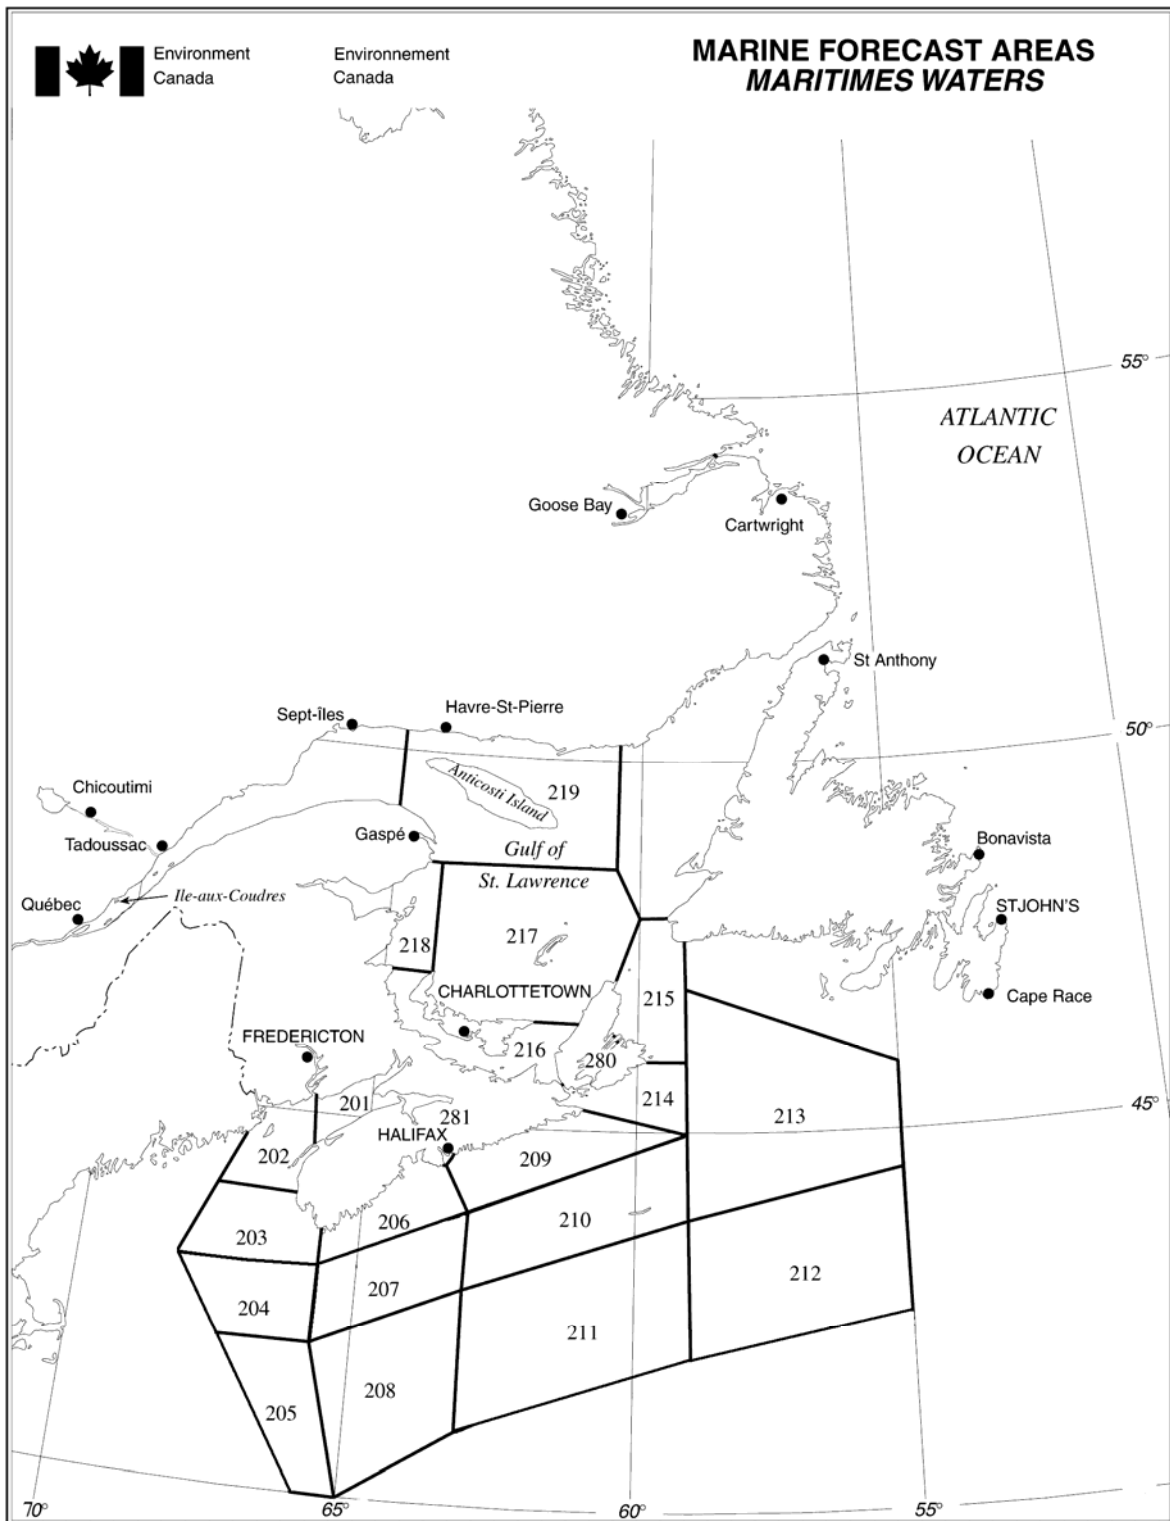 Environment
Canada
Environnement
Canada
MARINE FORECAST AREAS
MARITIMES WATERS
55°
ATLANTIC
OCEAN
Goose Bay
Cartwright
St Anthony
Havre-St-Pierre
Sept-îles
50°
Chicoutimi
Anticosti Island
219
Tadoussac
Gaspé
Bonavista
Gulf of
St. Lawrence
Ile-aux-Coudres
Québec
STJOHN'S
218
217
CHARLOTTETOWN
215
Cape Race
FREDERICTON
216
280
201
281
214
45°
213
HALIFAX
202
209
203
206
210
204
207
212
211
208
205
70°
65°
60°
55°